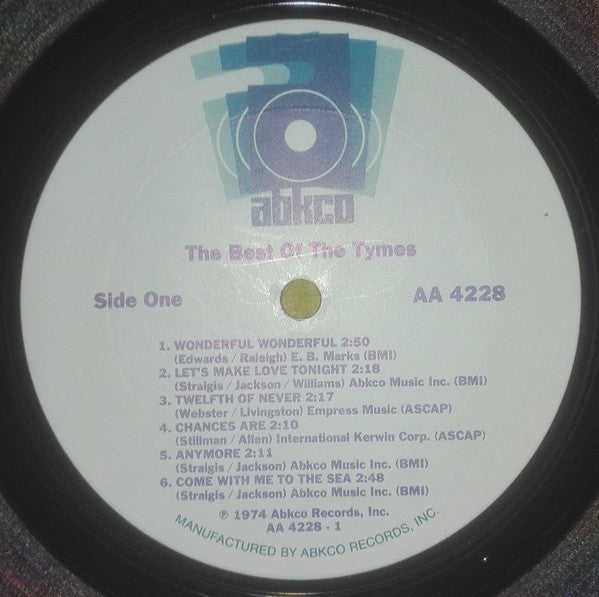 abkco
The Best Of The Tymes
Side One
AA 4228
1. WONDERFUL WONDERFUL 2:50
(Edwards / Raleigh) E. B. Marks (BMI)
2. LET'S MAKE LOVE TONIGHT 2:18
(Straigis / Jackson / Williams) Abkco Music Inc. (BMI)
3. TWELFTH OF NEVER 2:17
(Webster / Livingston) Empress Music (ASCAP)
4. CHANCES ARE 2:10
(Stillman / Allen) International Kerwin Corp. (ASCAP)
5. ANYMORE 2:11
(Straigis / Jackson) Abkco Music Inc. (BMI)
6. COME WITH ME TO THE SEA 2:48
(Straigis / Jackson) Abkco Music Inc. (BMI)
℗ 1974 Abkco Records, Inc.
AA 4228 - 1
MANUFACTURED BY ABKCO RECORDS, INC.